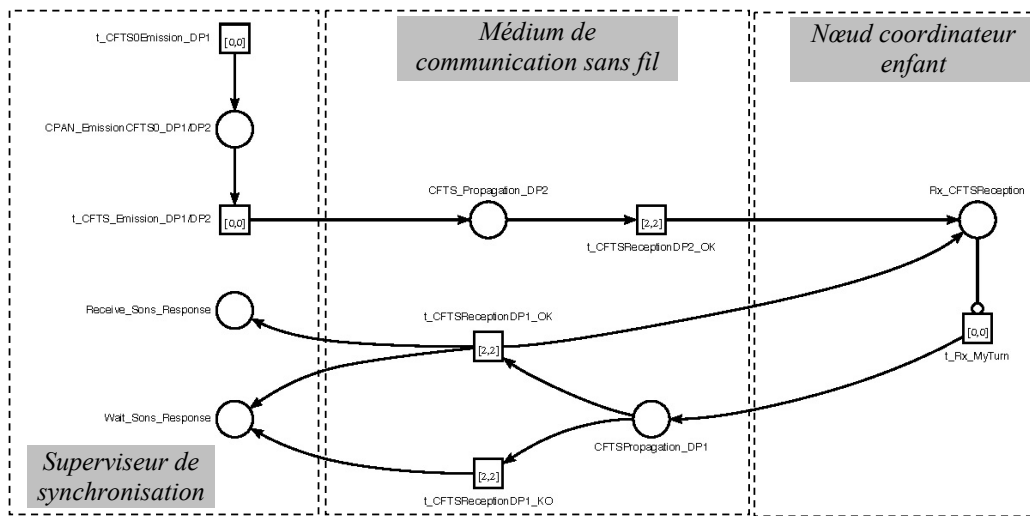 t_CFTS0Emission_DP1
[0,0]
Médium de
communication sans fil
Nœud coordinateur
enfant
CPAN_EmissionCFTS0_DP1/DP2
CFTS_Propagation_DP2
Rx_CFTSReception
t_CFTS_Emission_DP1/DP2
[0,0]
[2,2]
t_CFTSReceptionDP2_OK
Receive_Sons_Response
t_CFTSReceptionDP1_OK
[2,2]
[0,0]
t_Rx_MyTurn
Wait_Sons_Response
CFTSPropagation_DP1
Superviseur de
synchronisation
[2,2]
t_CFTSReceptionDP1_KO